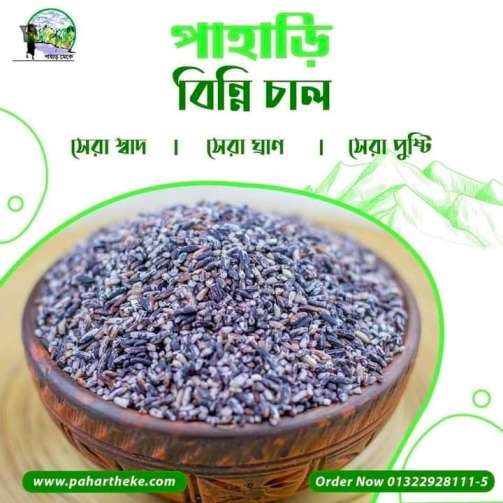 পাহাড় থেকে
পাহাড়ি
বিন্নি চাল
সেরা স্বাদ | সেরা ঘ্রাণ | সেরা পুষ্টি
www.pahartheke.com
Order Now 01322928111-5